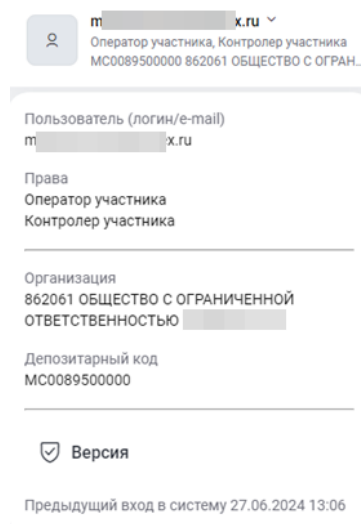 m x.ru
Оператор участника, Контролер участника
MC0089500000 862061 ОБЩЕСТВО С ОГРАН...
Пользователь (логин/e-mail)
m x.ru
Права
Оператор участника
Контролер участника
Организация
862061 ОБЩЕСТВО С ОГРАНИЧЕННОЙ
ОТВЕТСТВЕННОСТЬЮ
Депозитарный код
MC0089500000
Версия
Предыдущий вход в систему 27.06.2024 13:06